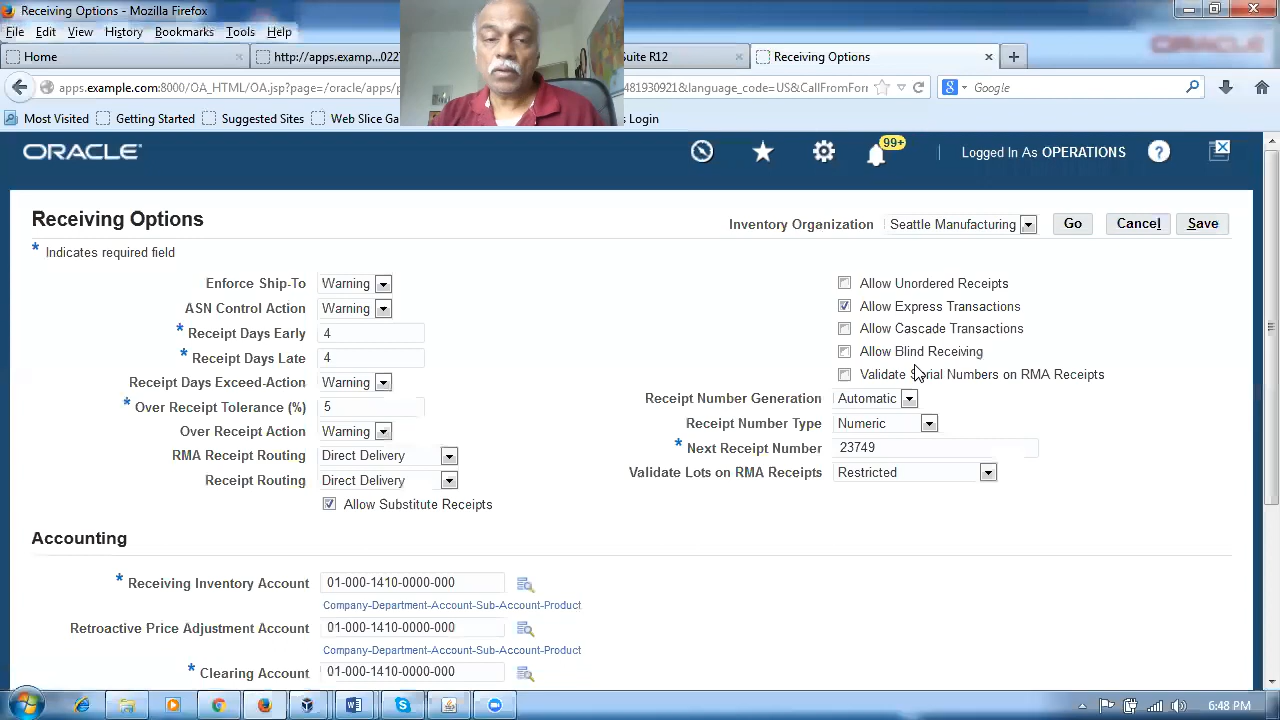 Receiving Options - Mozilla Firefox
File Edit View History Bookmarks Tools Help
Home
http://apps.examp...022
Suite R12
Receiving Options
apps.example.com:8000/OA_HTML/OA.jsp?page=/oracle/apps/
481930921&language_code=US&CallFromFor
Google
Most Visited
Getting Started
Suggested Sites
Web Slice Ga
Login
ORACLE
99+
Logged In As OPERATIONS
Receiving Options
Inventory Organization Seattle Manufacturing Go Cancel Save
* Indicates required field
Enforce Ship-To Warning
ASN Control Action Warning
* Receipt Days Early 4
* Receipt Days Late 4
Receipt Days Exceed-Action Warning
* Over Receipt Tolerance (%) 5
Over Receipt Action Warning
RMA Receipt Routing Direct Delivery
Receipt Routing Direct Delivery
Allow Substitute Receipts
Allow Unordered Receipts
Allow Express Transactions
Allow Cascade Transactions
Allow Blind Receiving
Validate Serial Numbers on RMA Receipts
Receipt Number Generation Automatic
Receipt Number Type Numeric
* Next Receipt Number 23749
Validate Lots on RMA Receipts Restricted
Accounting
* Receiving Inventory Account 01-000-1410-0000-000
Company-Department-Account-Sub-Account-Product
Retroactive Price Adjustment Account 01-000-1410-0000-000
Company-Department-Account-Sub-Account-Product
* Clearing Account 01-000-1410-0000-000
6:48 PM